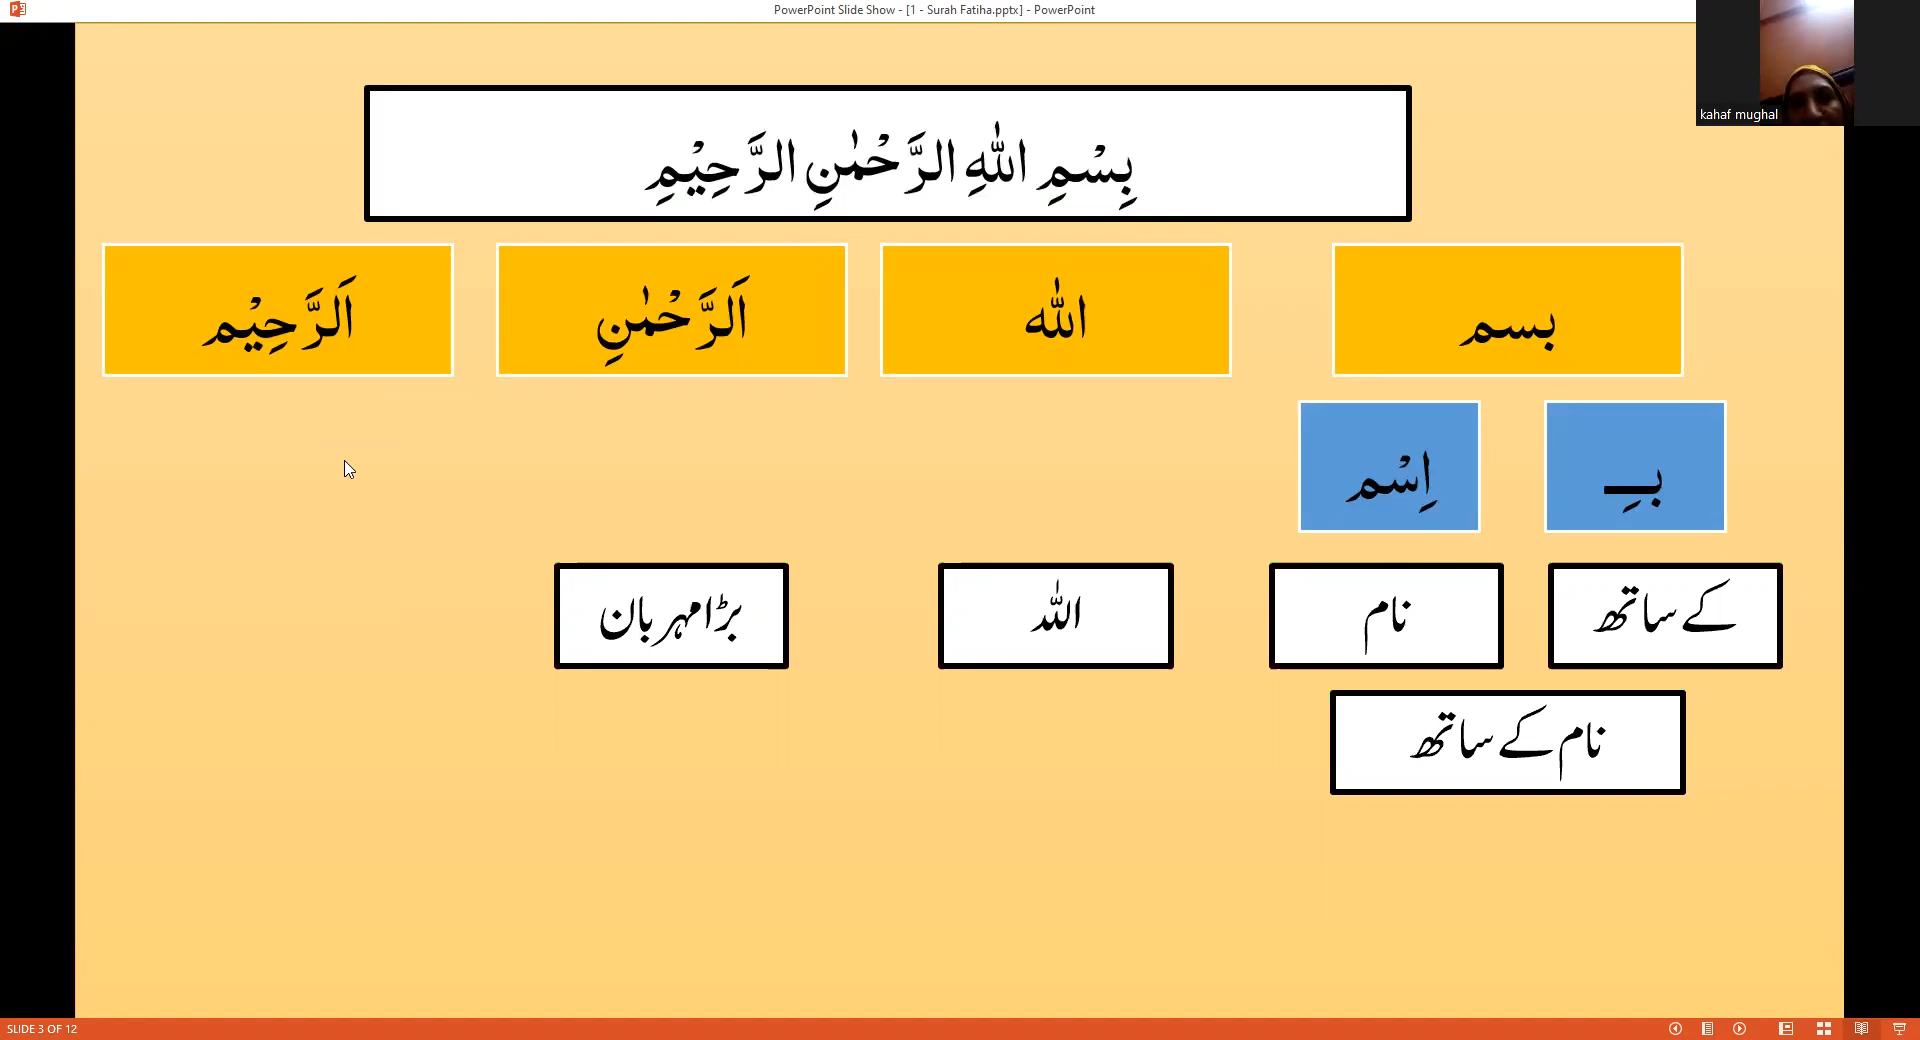 PowerPoint Slide Show - [1 - Surah Fatiha.pptx] - PowerPoint
kahaf mughal
بِسْمِ اللّٰهِ الرَّحْمٰنِ الرَّحِیْمِ
بسم
اللّٰه
اَلرَّحْمٰنِ
اَلرَّحِیْم
بِـــ
اِسْم
کے ساتھ
نام
اللّٰہ
بڑا مہربان
نام کے ساتھ
SLIDE 3 OF 12